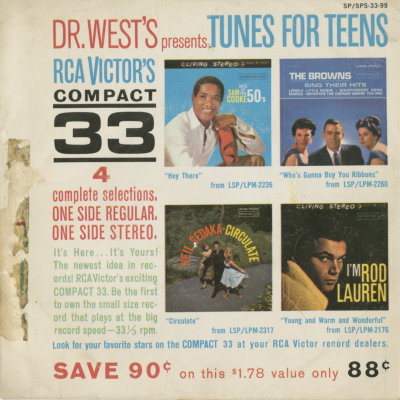 SP/SPS-33-99
DR. WEST'S presents TUNES FOR TEENS
RCA VICTOR'S
COMPACT
33
4
complete selections,
ONE SIDE REGULAR.
ONE SIDE STEREO.
It's Here...It's Yours!
The newest idea in rec-
ords! RCA Victor's exciting
COMPACT 33. Be the first
to own the small size rec-
ord that plays at the big
record speed—33⅓ rpm.
LIVING STEREO
SAM
COOKE
50's
"Hey There"
from LSP/LPM-2236
THE BROWNS
SING THEIR HITS
"Who's Gonna Buy You Ribbons"
from LSP/LPM-2260
NEIL SEDAKA·CIRCULATE
"Circulate"
from LSP/LPM-2317
LIVING STEREO
I'M ROD
LAUREN
"Young and Warm and Wonderful"
from LSP/LPM-2176
Look for your favorite stars on the COMPACT 33 at your RCA Victor record dealers.
SAVE 90¢ on this $1.78 value only 88¢